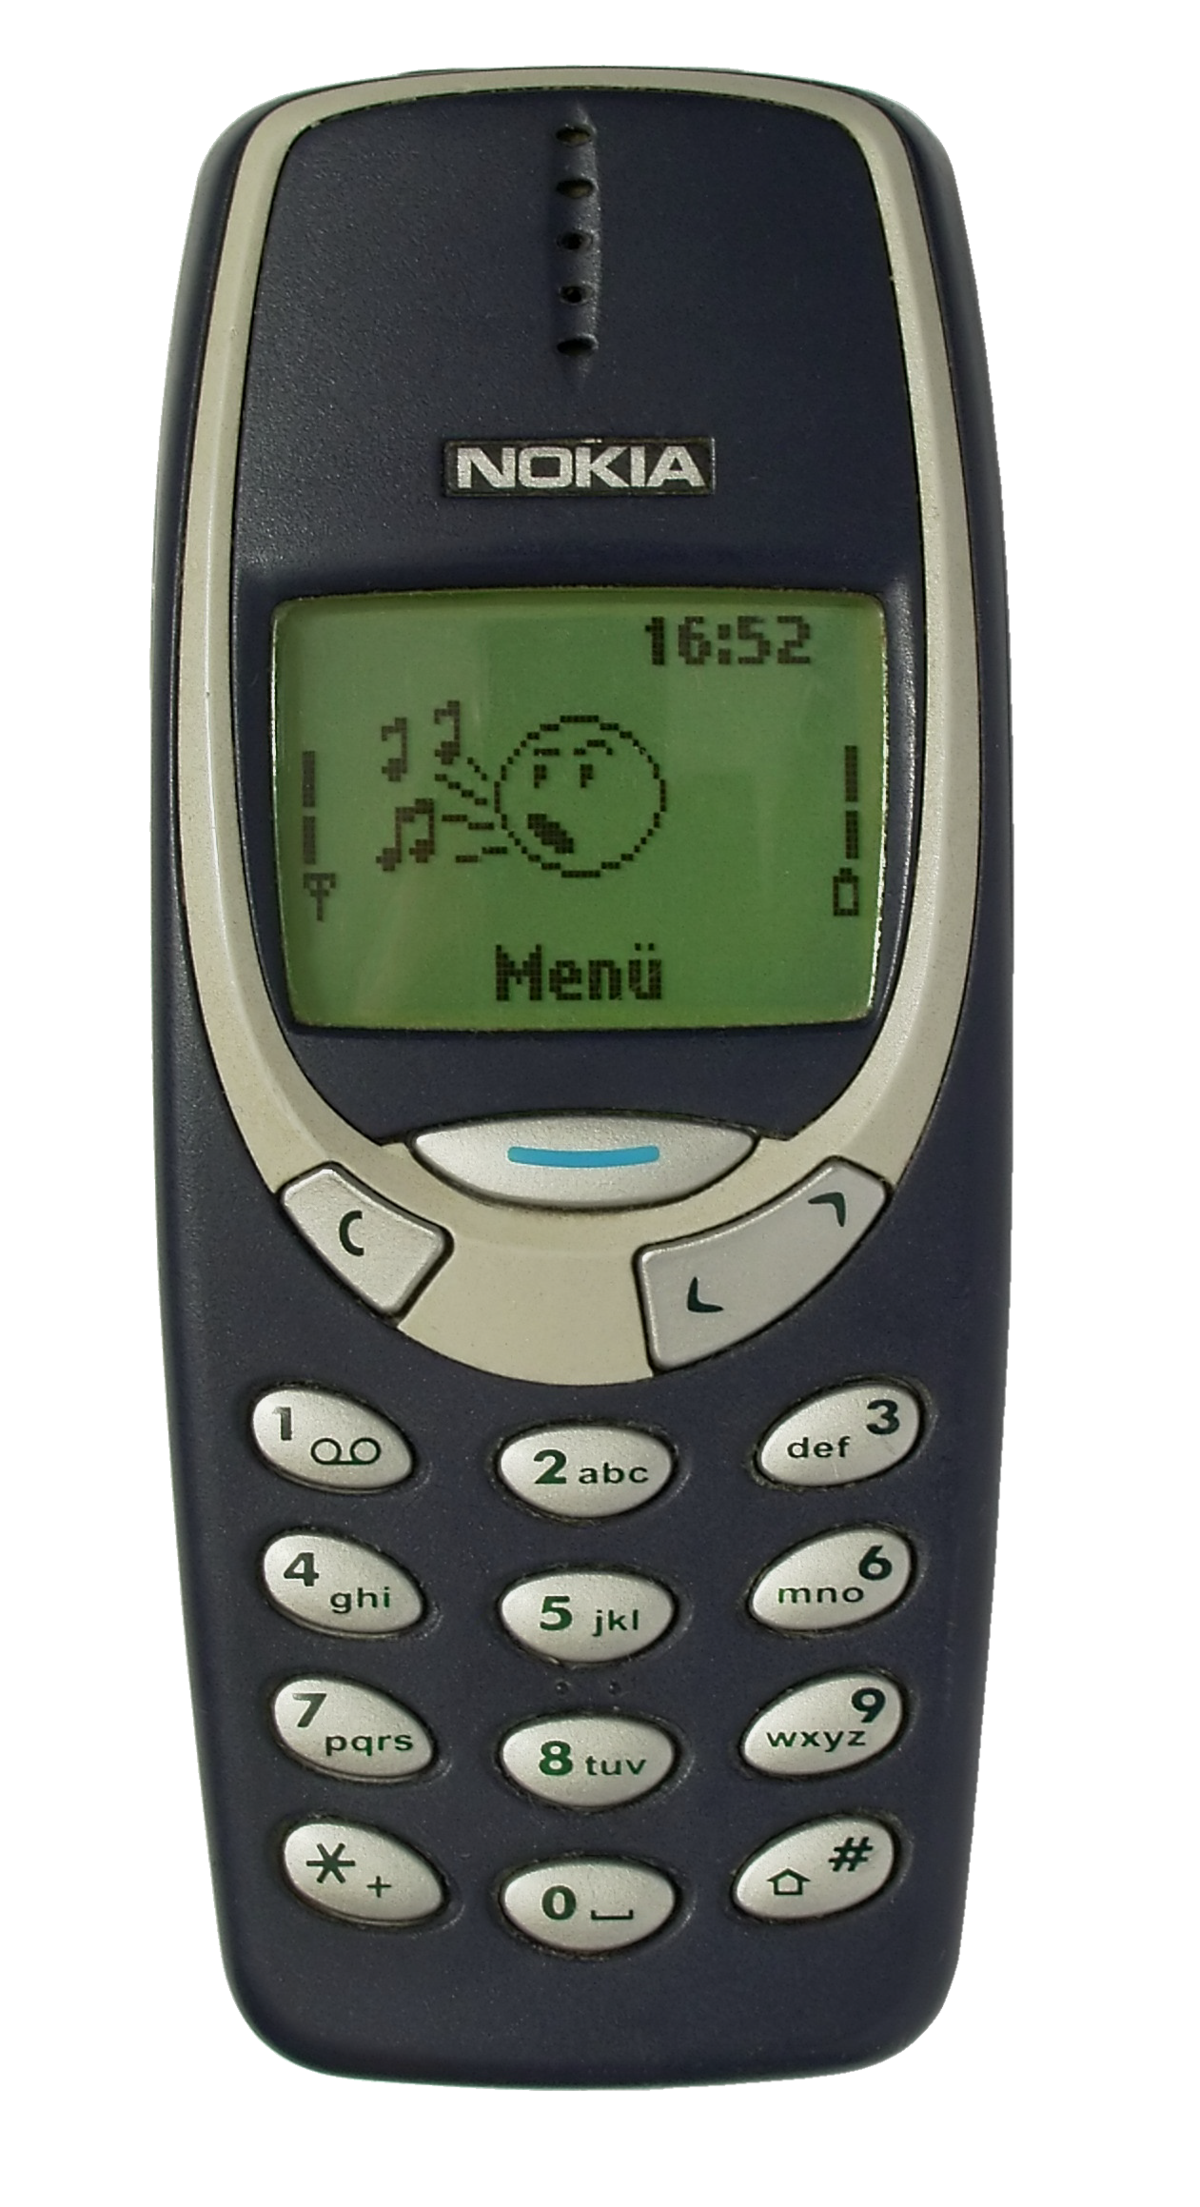 NOKIA
16:52
Menü
C
1
2 abc
def 3
4 ghi
5 jkl
mno 6
7 pqrs
8 tuv
wxyz 9
* +
0
#